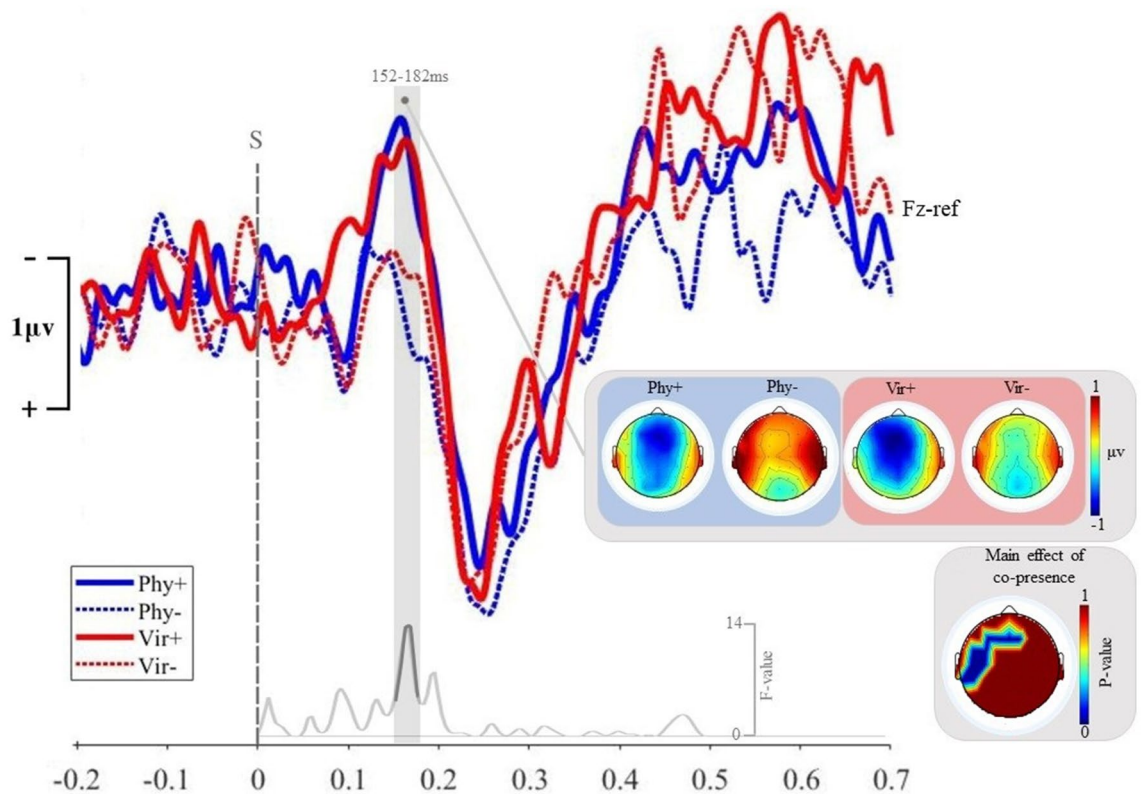 152-182ms
S
Fz-ref
-
1μv
+
Phy+
Phy-
Vir+
Vir-
1
μv
-1
Main effect of
co-presence
1
P-value
0
Phy+
Phy-
Vir+
Vir-
14
F-value
0
-0.2 -0.1 0 0.1 0.2 0.3 0.4 0.5 0.6 0.7